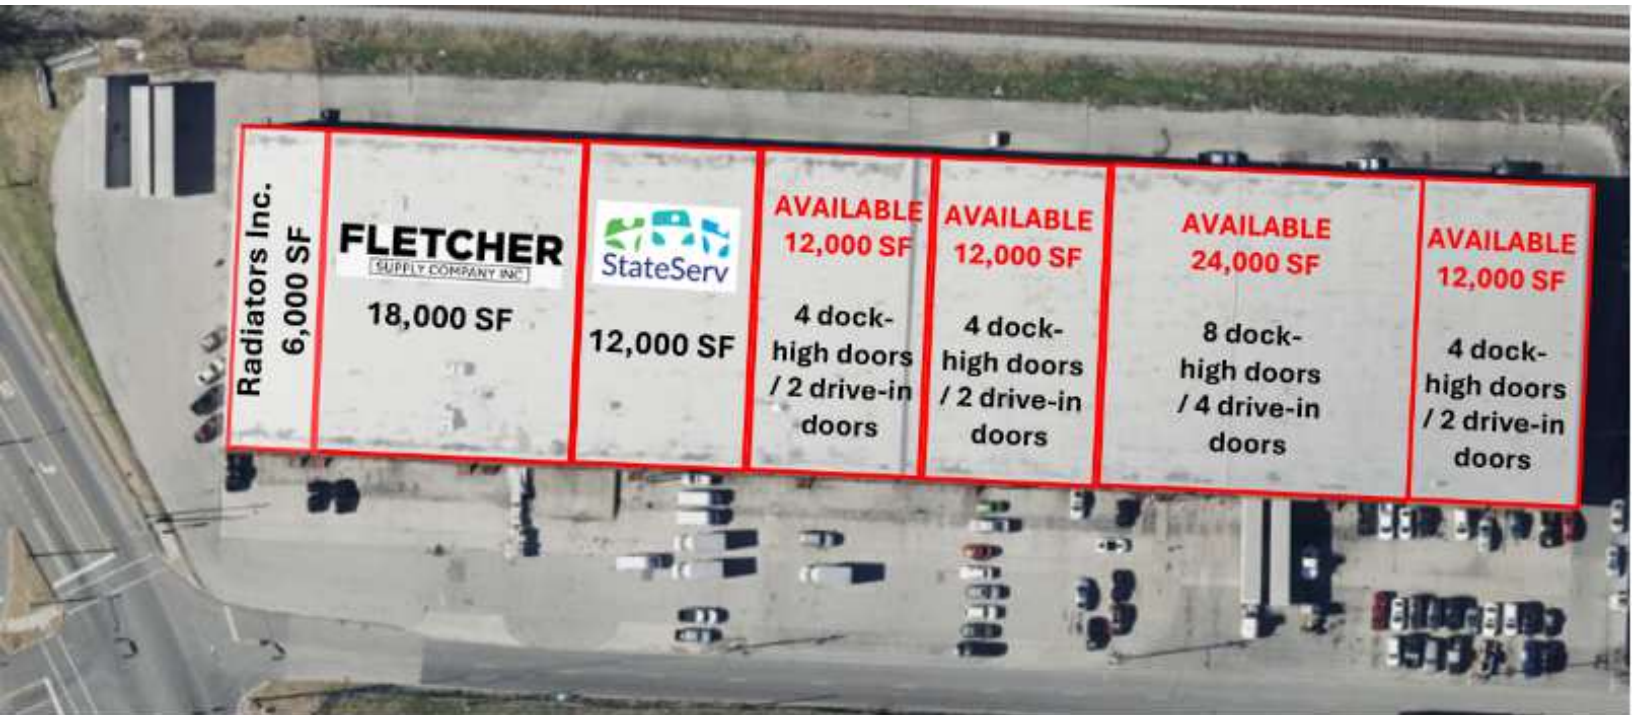 Radiators Inc.
6,000 SF
FLETCHER
SUPPLY COMPANY INC
18,000 SF
StateServ
12,000 SF
AVAILABLE
12,000 SF
4 dock-
high doors
/ 2 drive-in
doors
AVAILABLE
12,000 SF
4 dock-
high doors
/ 2 drive-in
doors
AVAILABLE
24,000 SF
8 dock-
high doors
/ 4 drive-in
doors
AVAILABLE
12,000 SF
4 dock-
high doors
/ 2 drive-in
doors